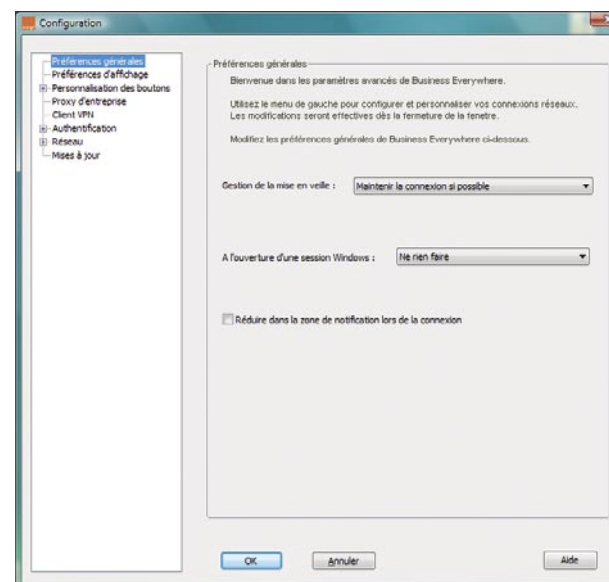 Configuration
Préférences générales
Préférences d'affichage
Personnalisation des boutons
Proxy d'entreprise
Client VPN
Authentification
Réseau
Mises à jour
Préférences générales
Bienvenue dans les paramètres avancés de Business Everywhere.
Utilisez le menu de gauche pour configurer et personnaliser vos connexions réseaux.
Les modifications seront effectives dès la fermeture de la fenetre.
Modifiez les préférences générales de Business Everywhere ci-dessous.
Gestion de la mise en veille : Maintenir la connexion si possible
A l'ouverture d'une session Windows : Ne rien faire
Réduire dans la zone de notification lors de la connexion
OK Annuler Aide